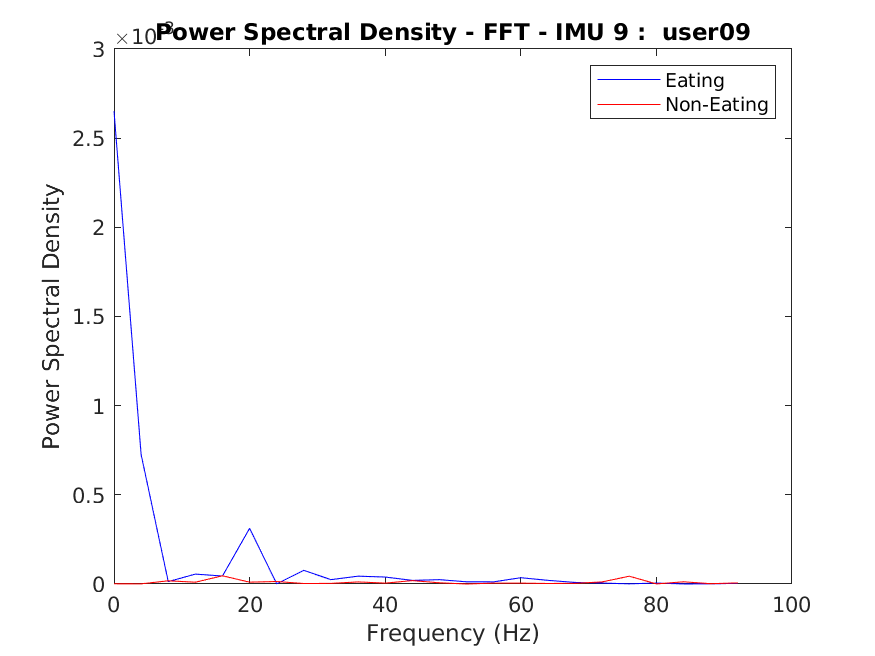 Power Spectral Density - FFT - IMU 9 :  user09
×10
Eating
Non-Eating
3
2.5
2
1.5
1
0.5
0
Power Spectral Density
0 20 40 60 80 100
Frequency (Hz)